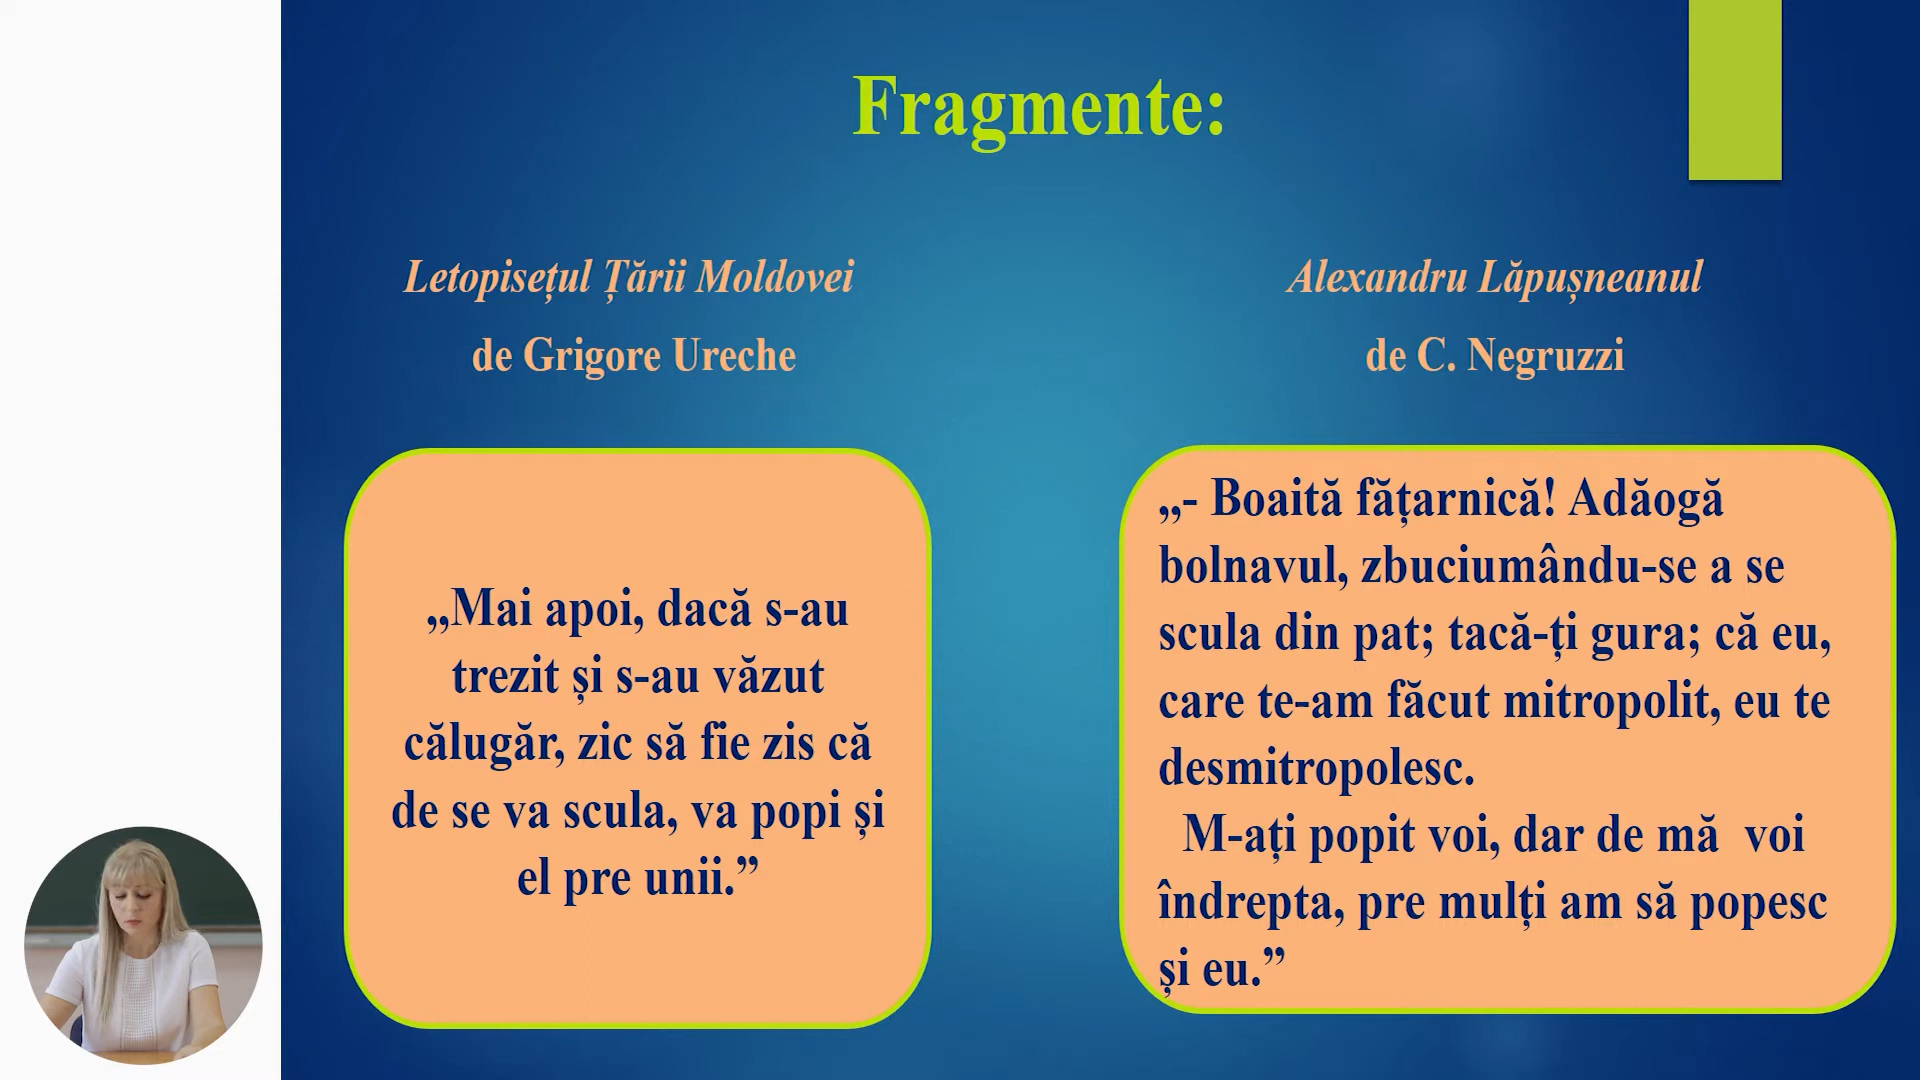 Fragmente:
Letopisețul Țării Moldovei
de Grigore Ureche
„Mai apoi, dacă s-au
trezit și s-au văzut
călugăr, zic să fie zis că
de se va scula, va popi și
el pre unii.”
Alexandru Lăpușneanul
de C. Negruzzi
„- Boaită fățarnică! Adăogă
bolnavul, zbuciumându-se a se
scula din pat; tacă-ți gura; că eu,
care te-am făcut mitropolit, eu te
desmitropolesc.
M-ați popit voi, dar de mă  voi
îndrepta, pre mulți am să popesc
și eu.”